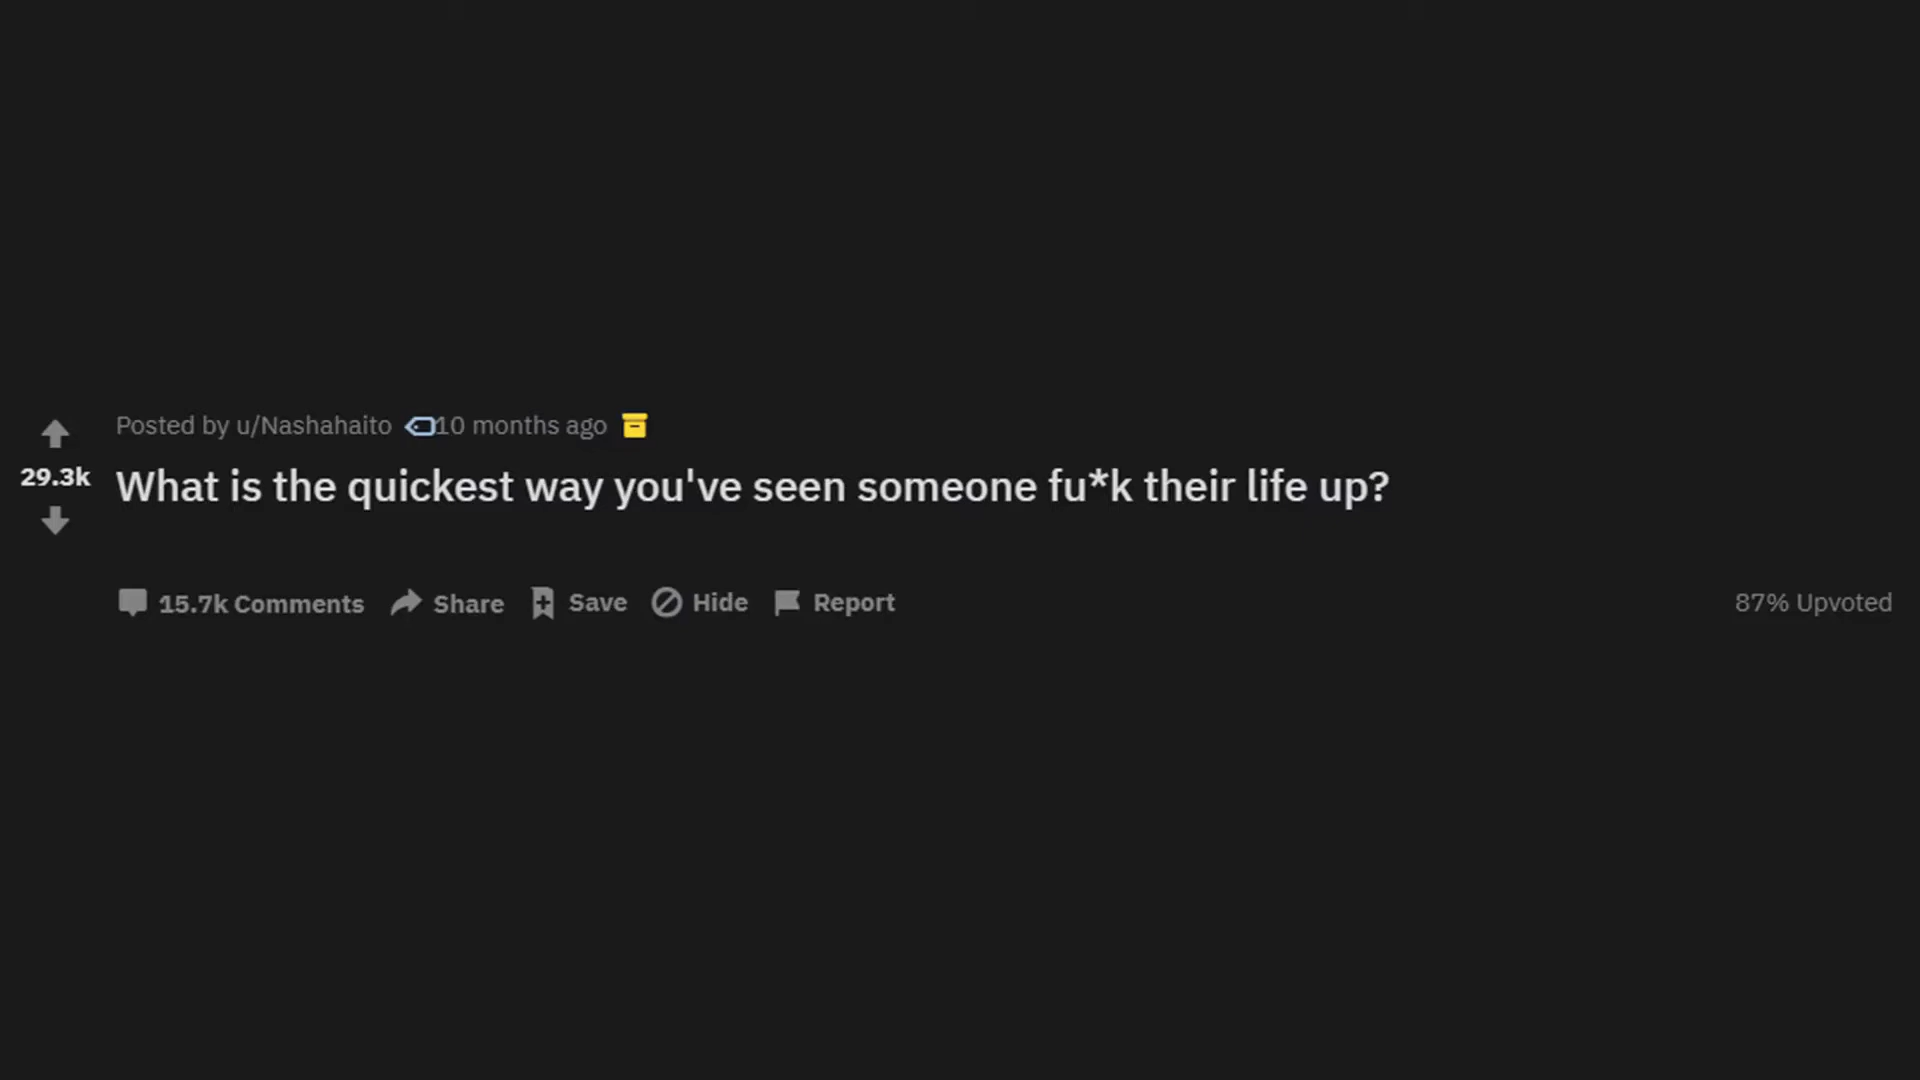 Posted by u/Nashahaito 10 months ago
29.3k
What is the quickest way you've seen someone fu*k their life up?
15.7k Comments Share Save Hide Report 87% Upvoted